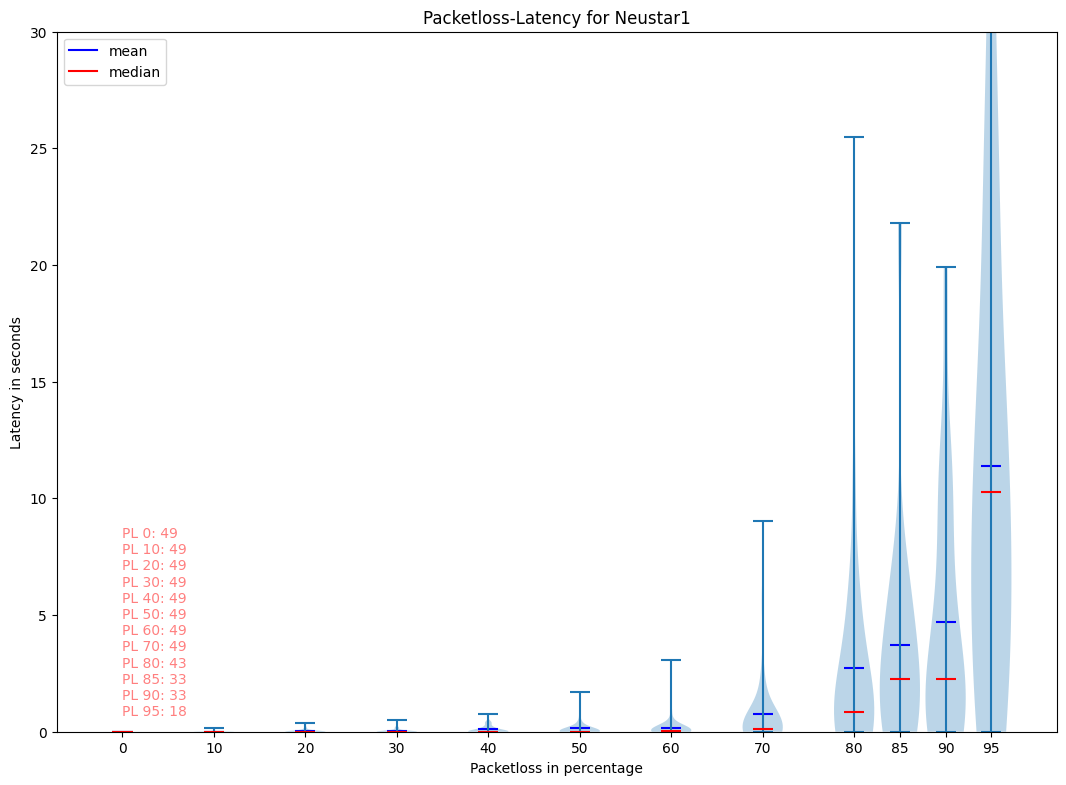 Packetloss-Latency for Neustar1
mean
median
30
25
20
15
10
5
0
Latency in seconds
PL 0: 49
PL 10: 49
PL 20: 49
PL 30: 49
PL 40: 49
PL 50: 49
PL 60: 49
PL 70: 49
PL 80: 43
PL 85: 33
PL 90: 33
PL 95: 18
0 10 20 30 40 50 60 70 80 85 90 95
Packetloss in percentage